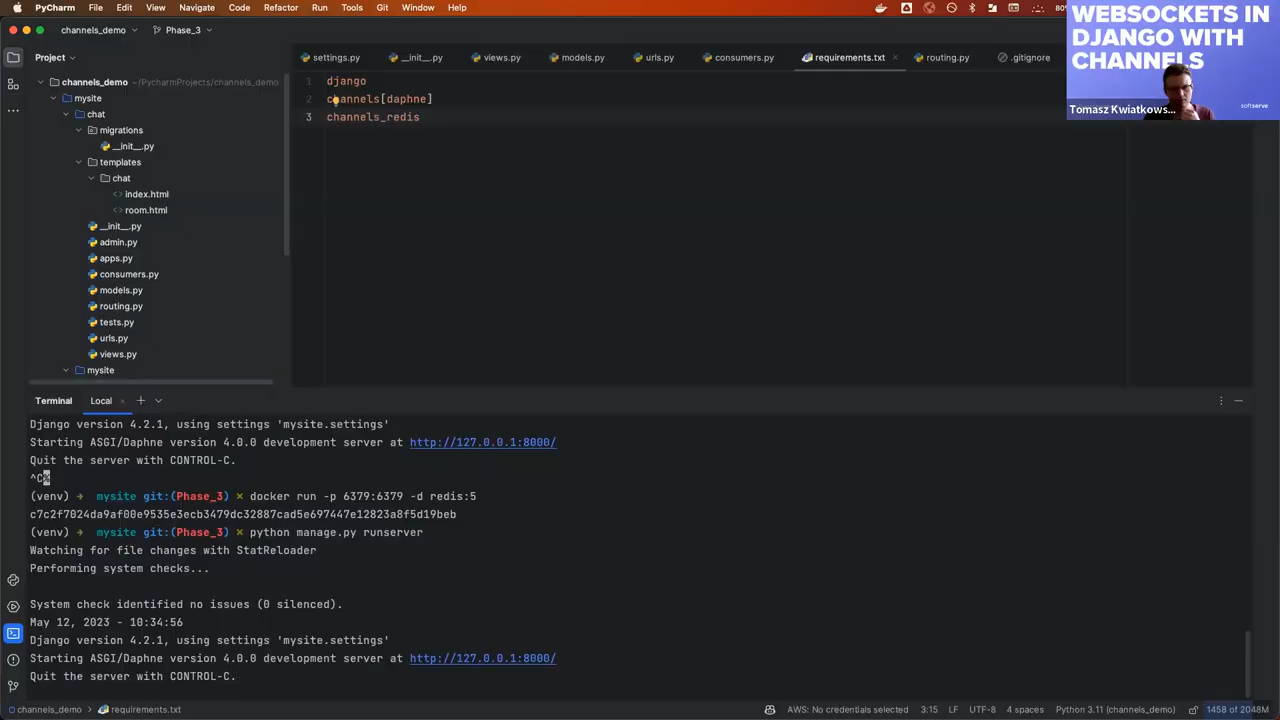 PyCharm File Edit View Navigate Code Refactor Run Tools Git Window Help 80
channels_demo Phase_3
Project
settings.py __init__.py views.py models.py urls.py consumers.py requirements.txt routing.py .gitignore
WEBSOCKETS IN
DJANGO WITH
CHANNELS
Tomasz Kwiatkows...
softserve
channels_demo ~/PycharmProjects/channels_demo
mysite
chat
migrations
__init__.py
templates
chat
index.html
room.html
__init__.py
admin.py
apps.py
consumers.py
models.py
routing.py
tests.py
urls.py
views.py
mysite
1 django
2 channels[daphne]
3 channels_redis
Terminal Local
Django version 4.2.1, using settings 'mysite.settings'
Starting ASGI/Daphne version 4.0.0 development server at http://127.0.0.1:8000/
Quit the server with CONTROL-C.
^C%
(venv) → mysite git:(Phase_3) × docker run -p 6379:6379 -d redis:5
c7c2f7024da9af00e9535e3ecb3479dc32887cad5e697447e12823a8f5d19beb
(venv) → mysite git:(Phase_3) × python manage.py runserver
Watching for file changes with StatReloader
Performing system checks...
System check identified no issues (0 silenced).
May 12, 2023 - 10:34:56
Django version 4.2.1, using settings 'mysite.settings'
Starting ASGI/Daphne version 4.0.0 development server at http://127.0.0.1:8000/
Quit the server with CONTROL-C.
channels_demo > requirements.txt
AWS: No credentials selected 3:15 LF UTF-8 4 spaces Python 3.11 (channels_demo) 1458 of 2048M